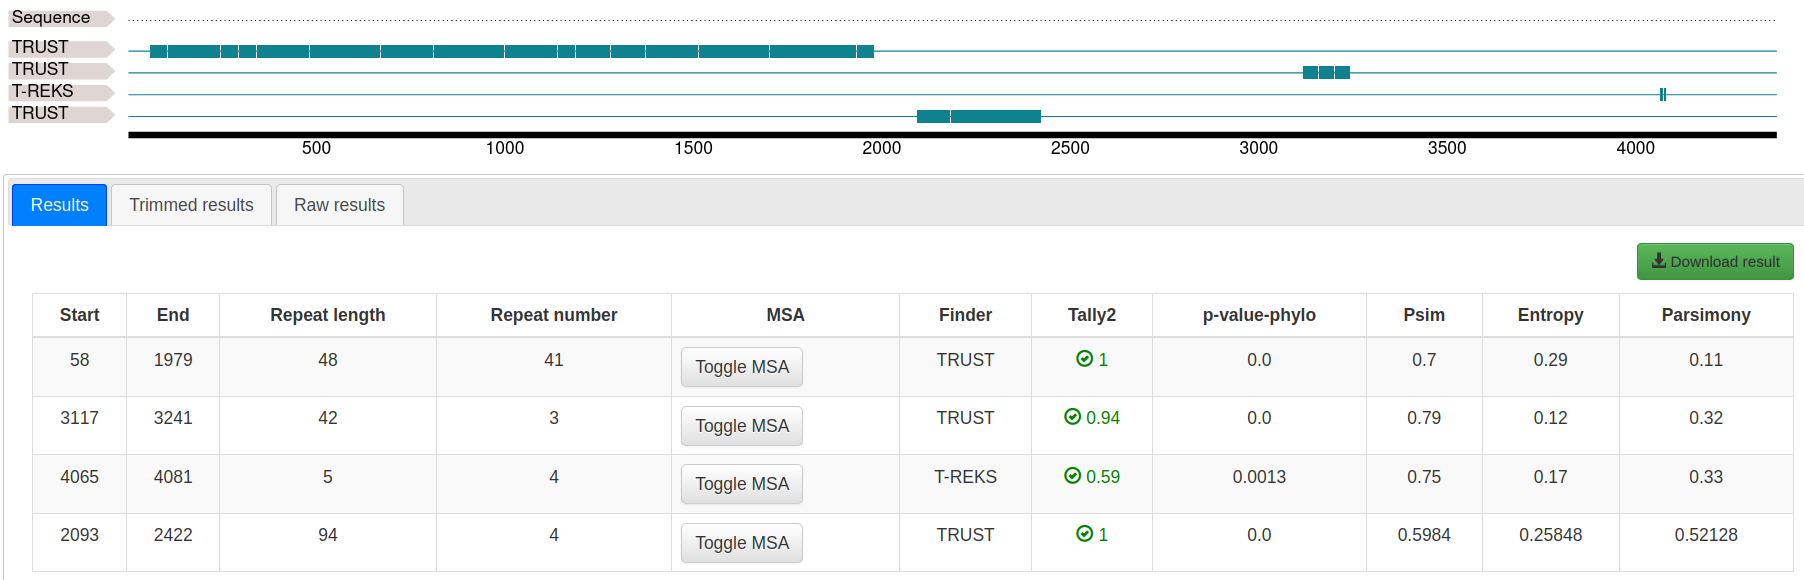 Sequence
TRUST
TRUST
T-REKS
TRUST
500 1000 1500 2000 2500 3000 3500 4000
Results Trimmed results Raw results
Download result
Start End Repeat length Repeat number MSA Finder Tally2 p-value-phylo Psim Entropy Parsimony
58 1979 48 41 Toggle MSA TRUST 1 0.0 0.7 0.29 0.11
3117 3241 42 3 Toggle MSA TRUST 0.94 0.0 0.79 0.12 0.32
4065 4081 5 4 Toggle MSA T-REKS 0.59 0.0013 0.75 0.17 0.33
2093 2422 94 4 Toggle MSA TRUST 1 0.0 0.5984 0.25848 0.52128